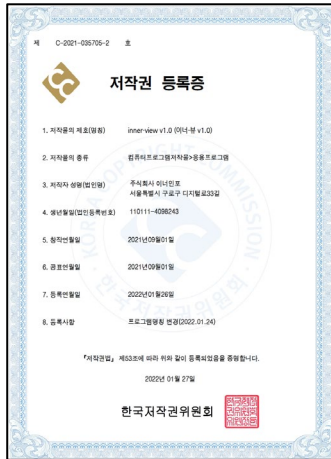 제 C-2021-035705-2 호
저작권 등록증
1. 저작물의 제호(명칭) inner-view v1.0 (이너-뷰 v1.0)
2. 저작물의 종류 컴퓨터프로그램저작물>응용프로그램
3. 저작자 성명(법인명) 주식회사 이너인포
서울특별시 구로구 디지털로33길
4. 생년월일(법인등록번호) 110111-4098243
5. 창작연월일 2021년09월01일
6. 공표연월일 2021년09월01일
7. 등록연월일 2022년01월26일
8. 등록사항 프로그램명칭 변경(2022.01.24)
『저작권법』 제53조에 따라 위와 같이 등록되었음을 증명합니다.
2022년 01월 27일
한국저작권위원회
KOREA COPYRIGHT COMMISSION
한국저작권위원회